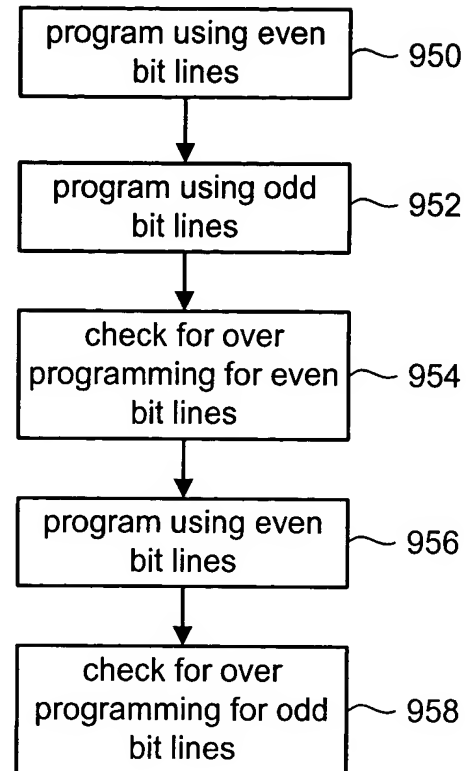 program using even
bit lines
950
program using odd
bit lines
952
check for over
programming for even
bit lines
954
program using even
bit lines
956
check for over
programming for odd
bit lines
958